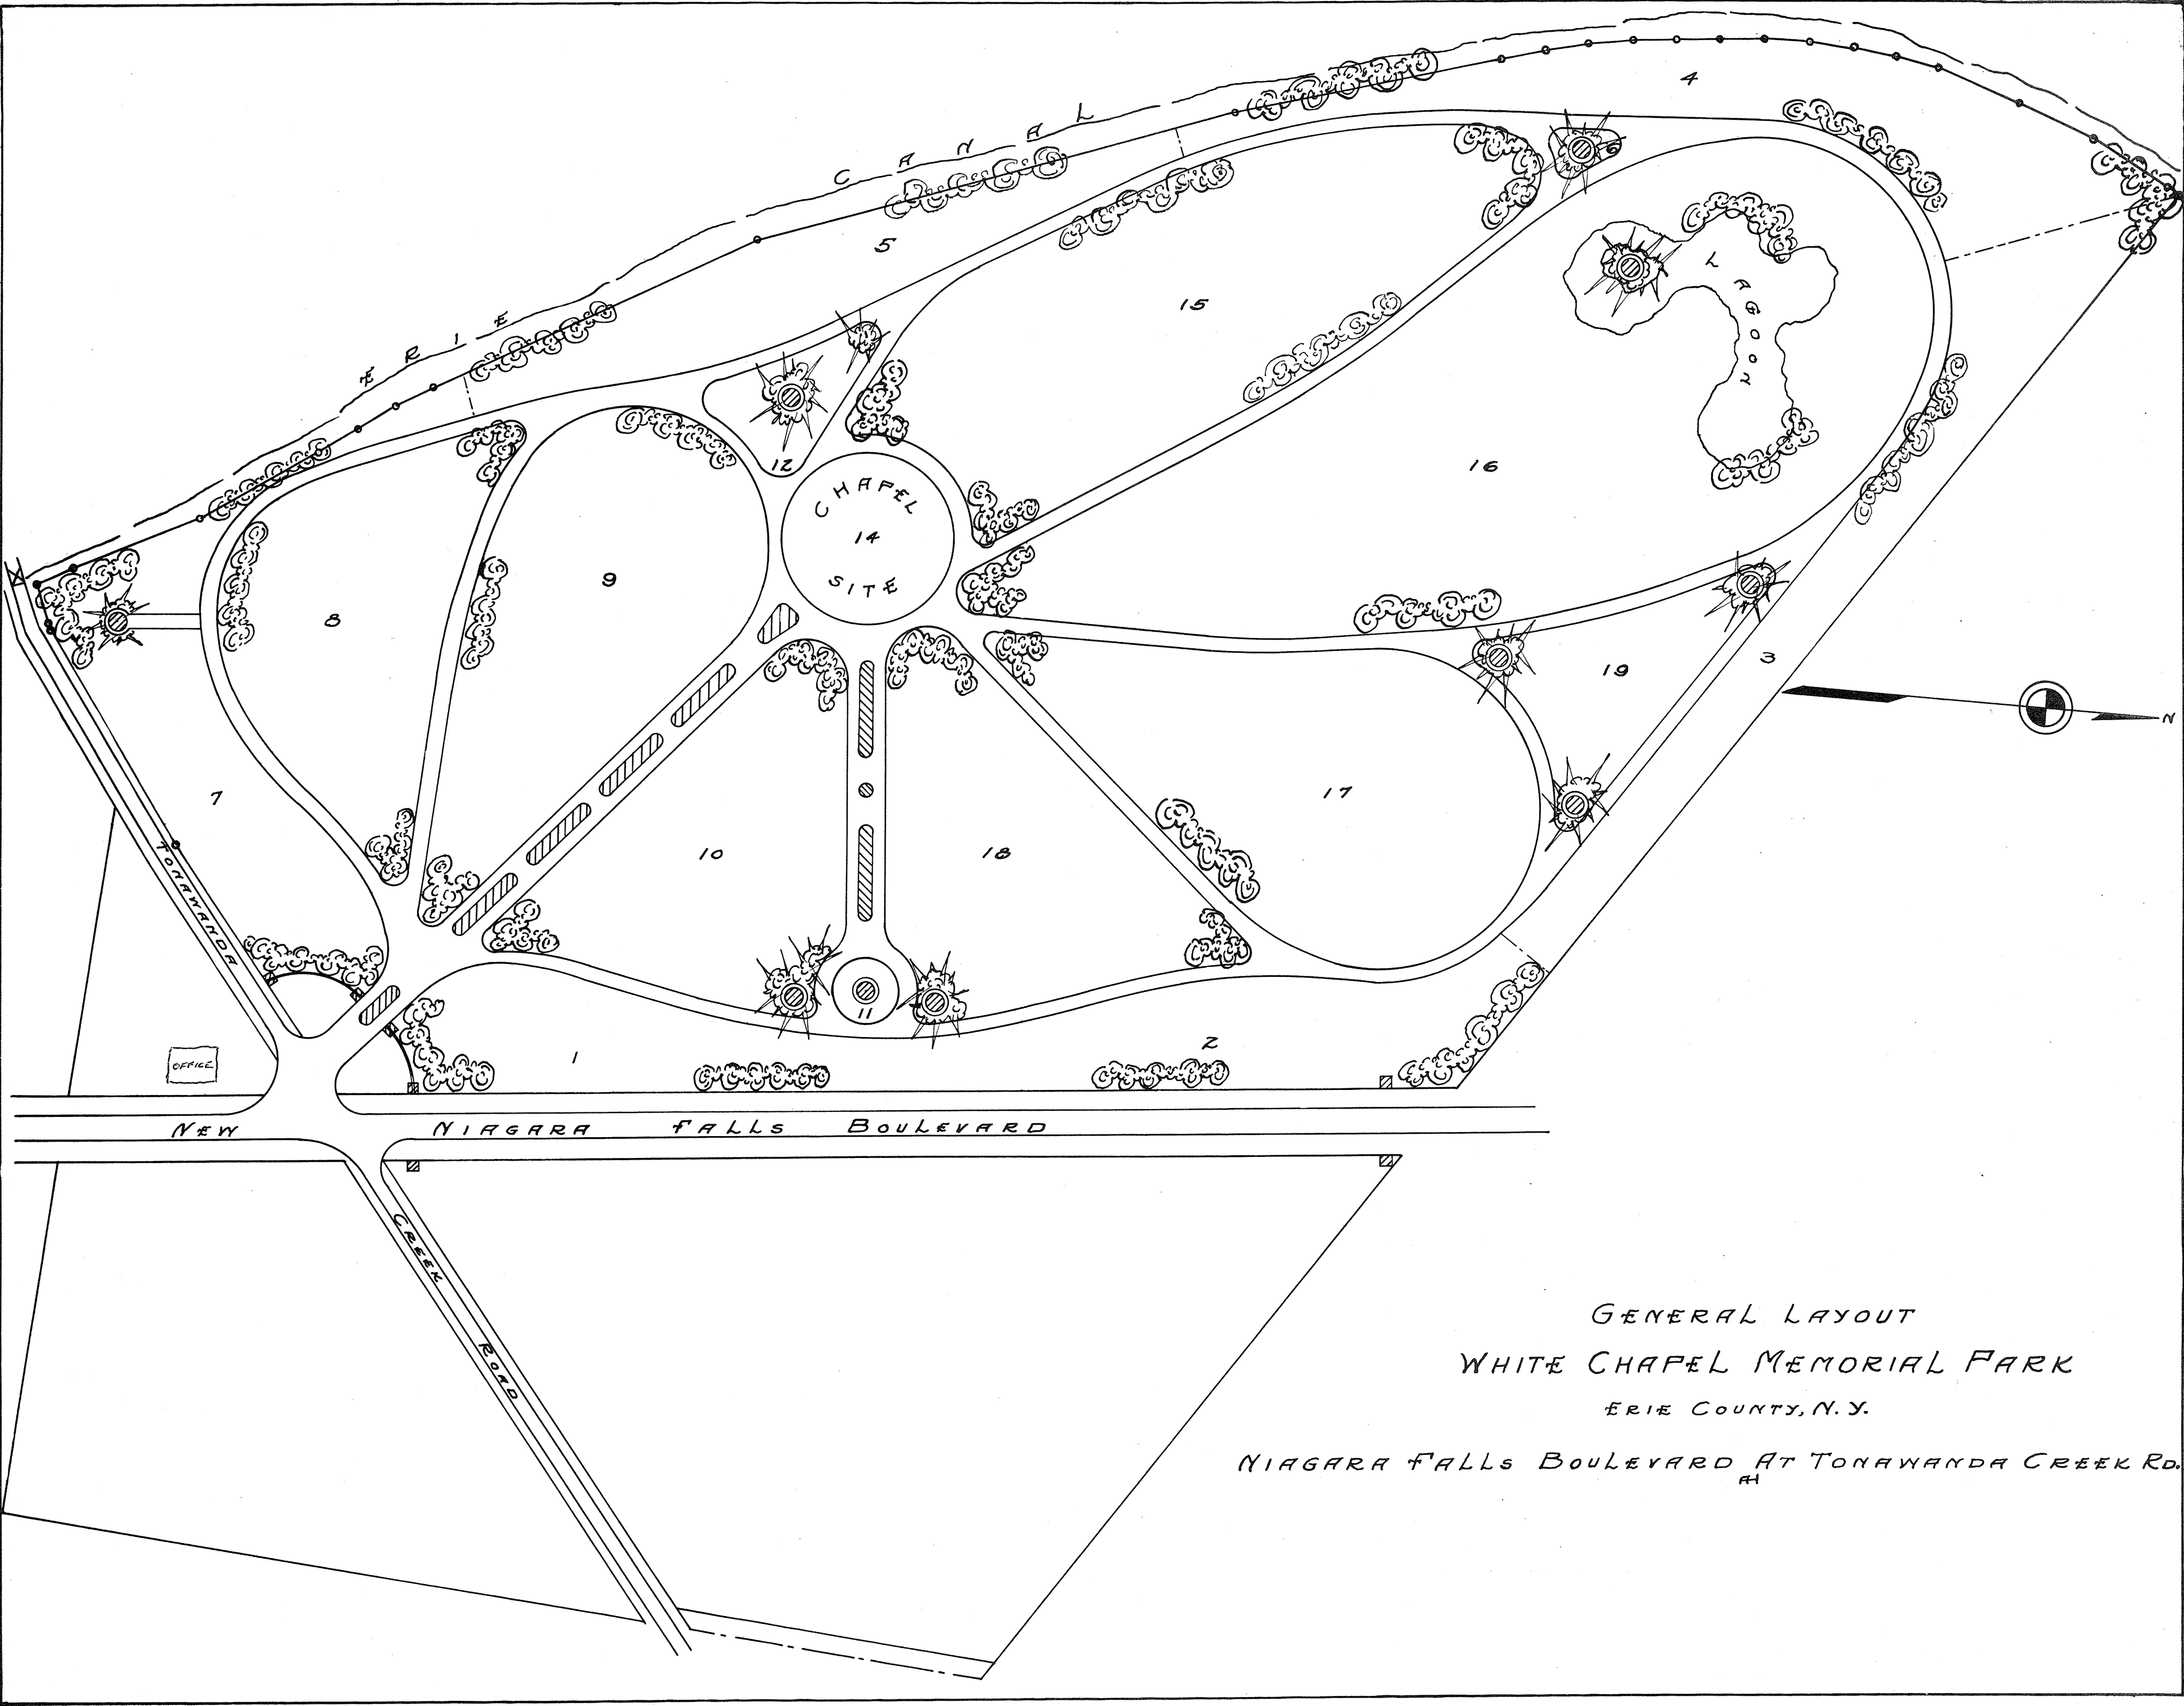 ERIE CANAL
4
5
6
15
LAGOON
12
CHAPEL
14
SITE
16
9
8
19
3
N
7
17
10
18
TONAWANDA
11
1
2
OFFICE
NEW NIAGARA FALLS BOULEVARD
CREEK
ROAD
GENERAL LAYOUT
WHITE CHAPEL MEMORIAL PARK
ERIE COUNTY, N.Y.
NIAGARA FALLS BOULEVARD AT TONAWANDA CREEK RD.